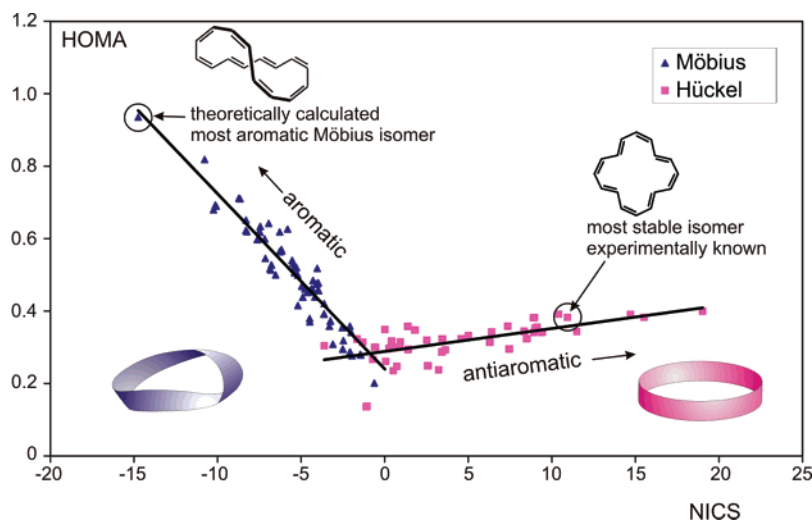 1.2
HOMA
Möbius
Hückel
1.0
theoretically calculated
most aromatic Möbius isomer
0.8
aromatic
0.6
most stable isomer
experimentally known
0.4
antiaromatic
0.2
0
-20
-15
-10
-5
0
5
10
15
20
25
NICS